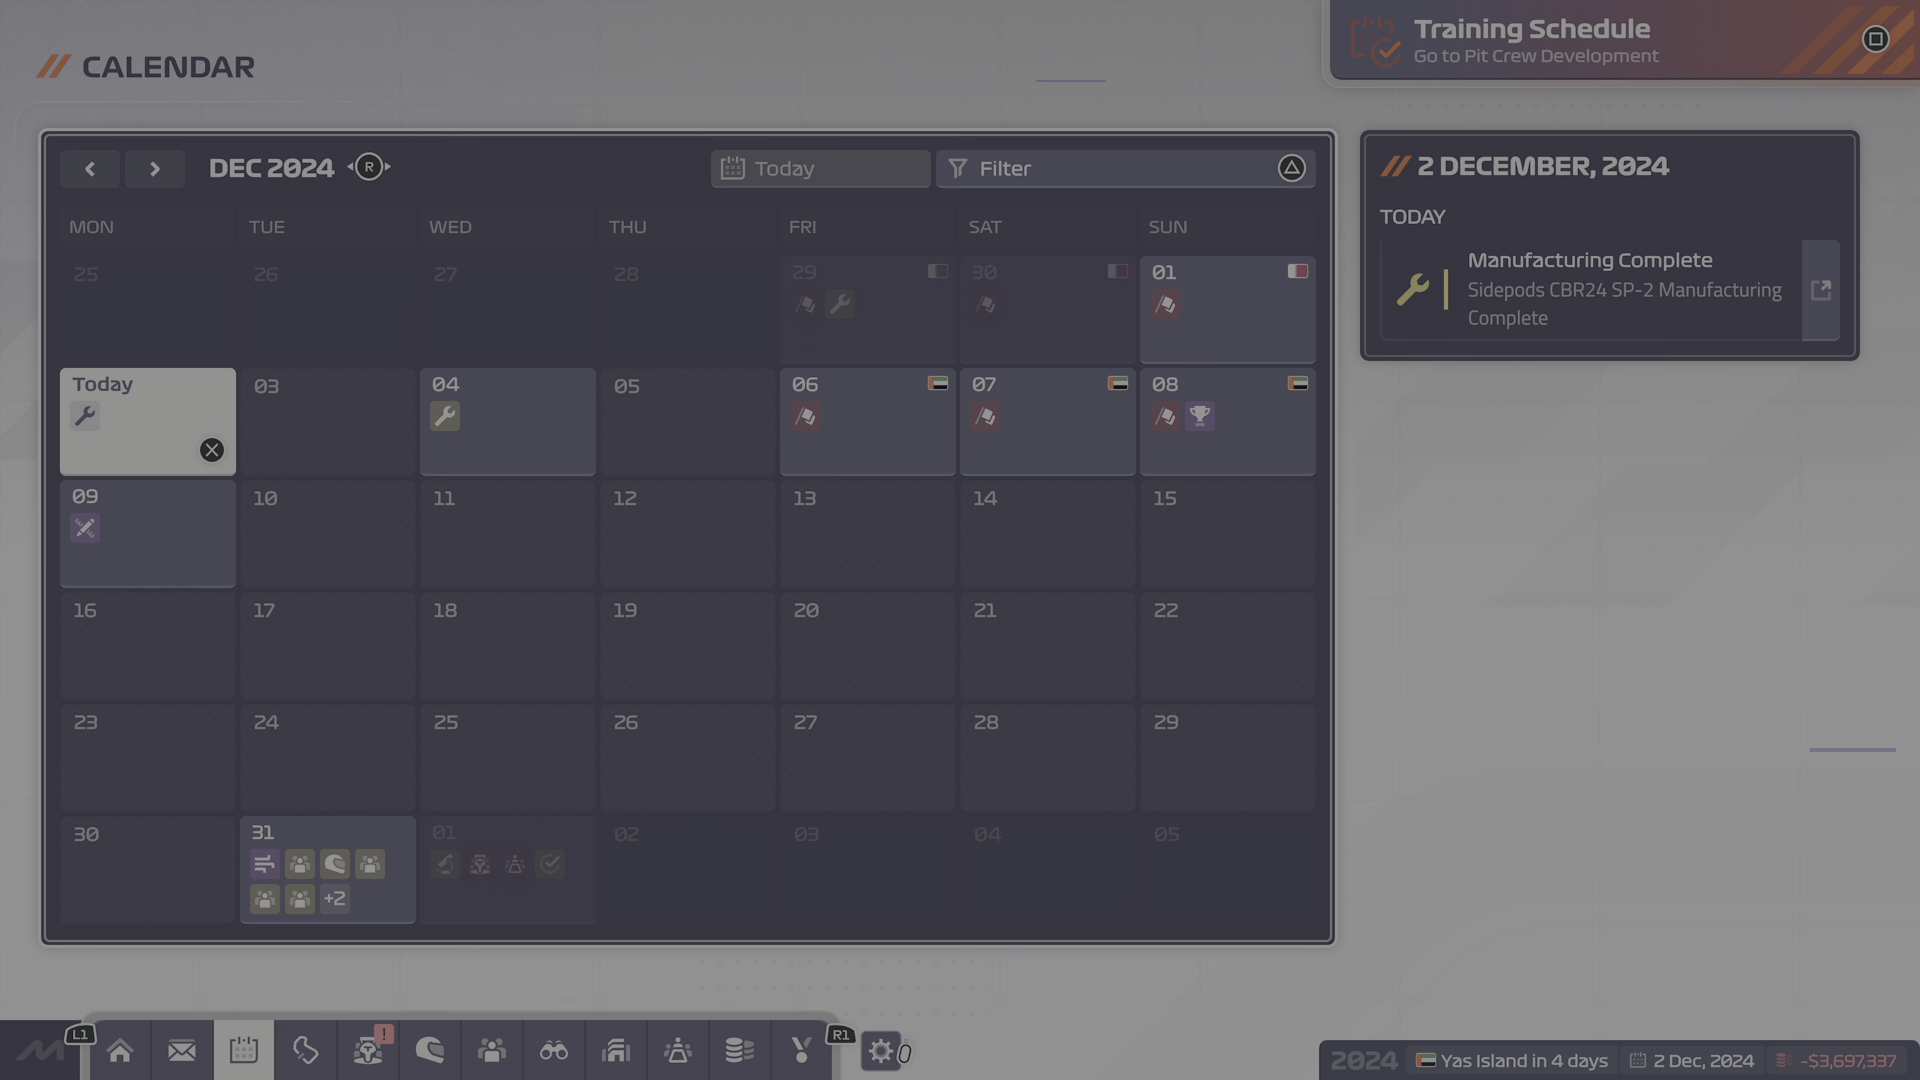 Training Schedule
Go to Pit Crew Development
CALENDAR
DEC 2024
R
Today
Filter
MON TUE WED THU FRI SAT SUN
25 26 27 28 29 30 01
Today 03 04 05 06 07 08
09 10 11 12 13 14 15
16 17 18 19 20 21 22
23 24 25 26 27 28 29
30 31 01 02 03 04 05
+2
2 DECEMBER, 2024
TODAY
Manufacturing Complete
Sidepods CBR24 SP-2 Manufacturing
Complete
L1
!
R1
2024 Yas Island in 4 days 2 Dec, 2024 -$3,697,337